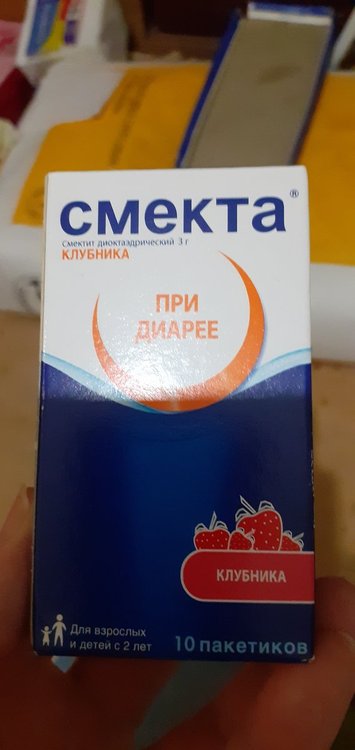 смекта®
Смектит диоктаэдрический 3 г
КЛУБНИКА
ПРИ
ДИАРЕЕ
КЛУБНИКА
Для взрослых
и детей с 2 лет
10 пакетиков